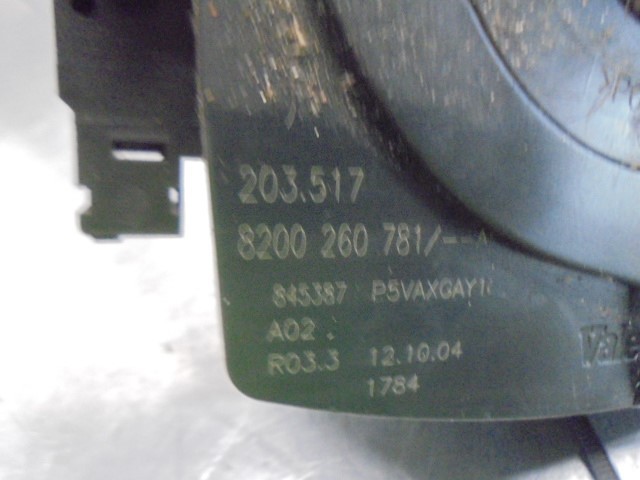 203.517
8200 260 781/--A
845387 P5VAXGAY1
A02
R03.3 12.10.04
1784
Vale